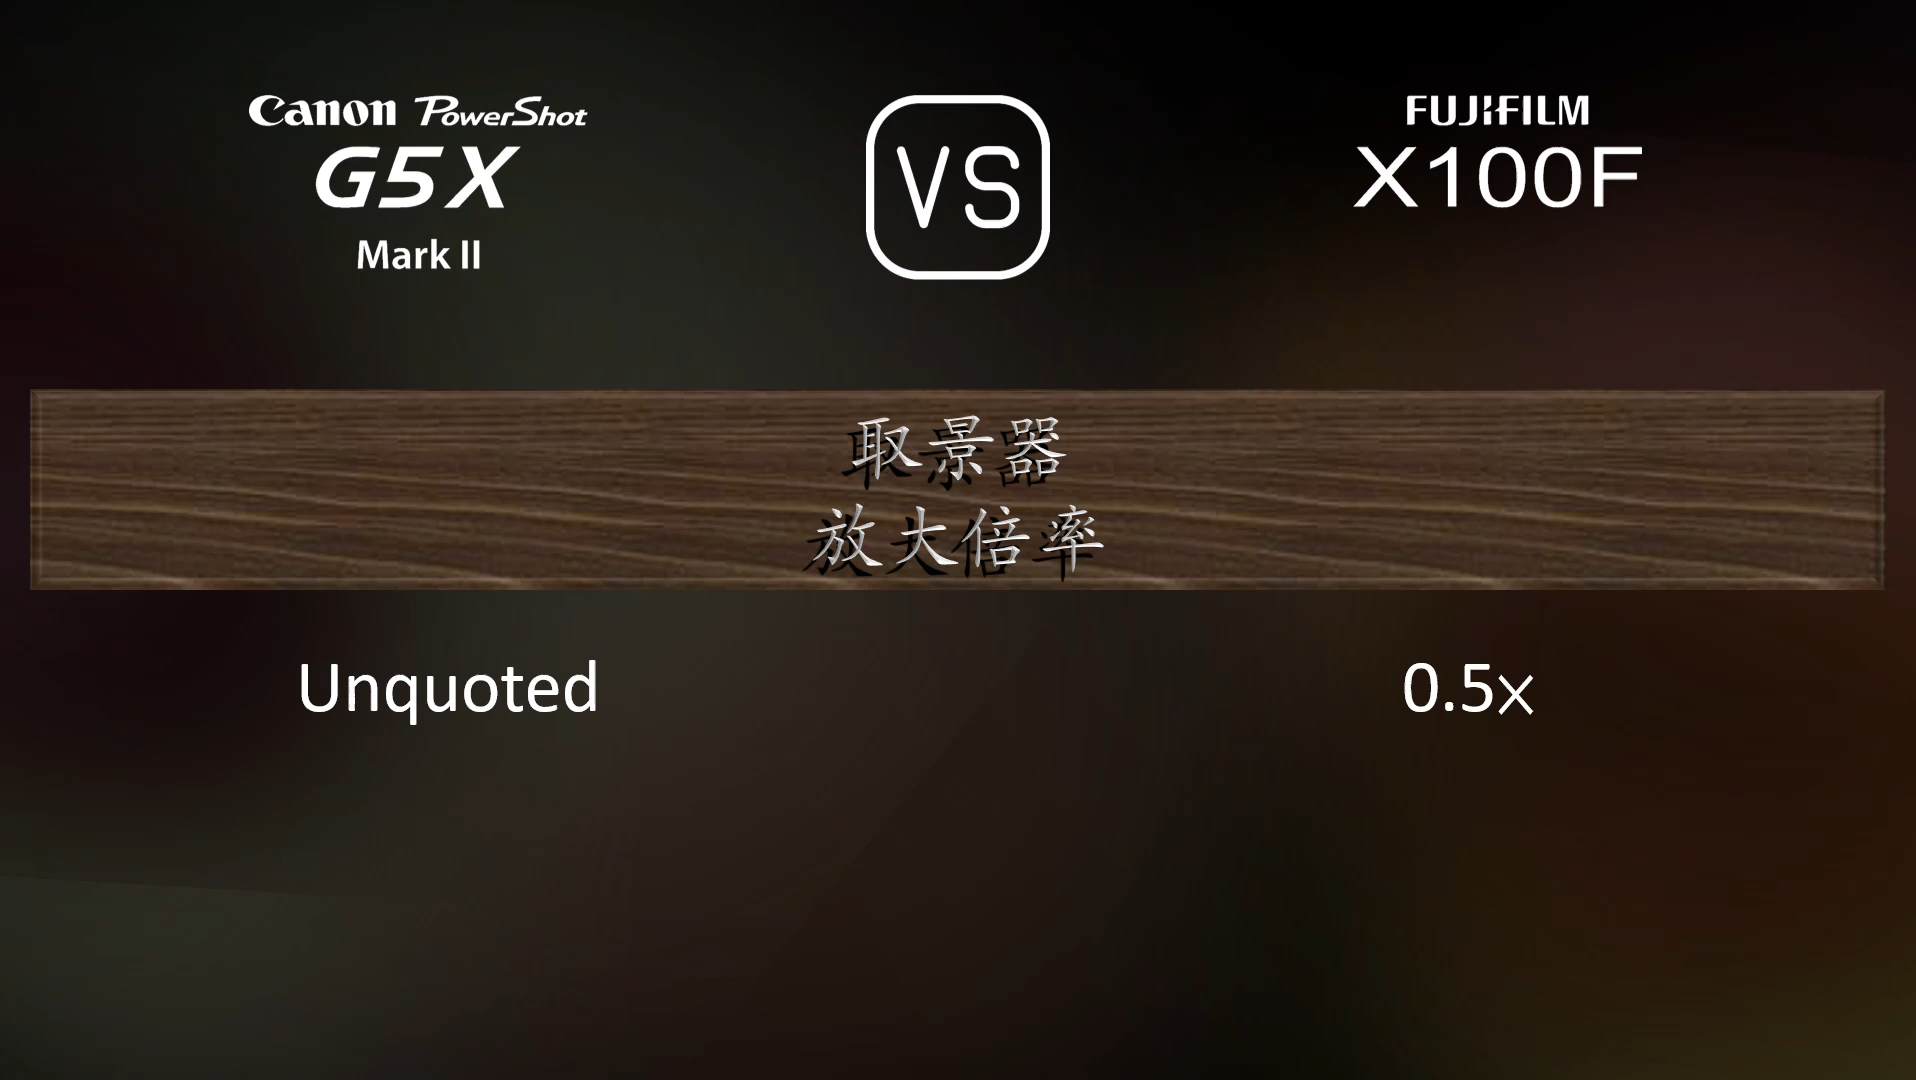 Canon PowerShot
G5X
Mark II
VS
FUJIFILM
X100F
取景器
放大倍率
Unquoted
0.5x